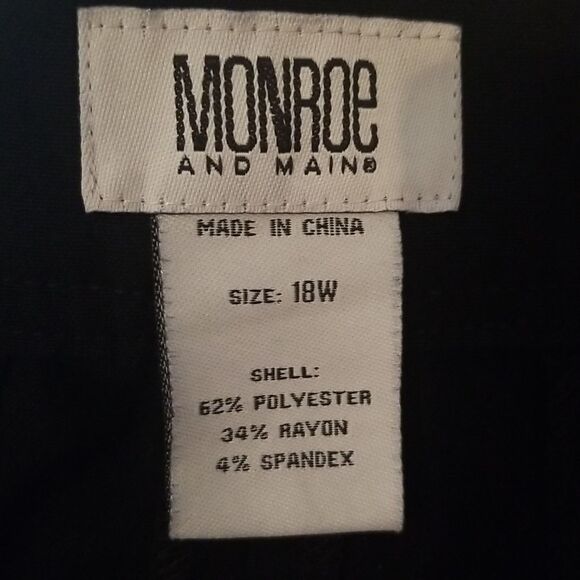 MONROe
AND MAIN®
MADE IN CHINA
SIZE: 18W
SHELL:
62% POLYESTER
34% RAYON
4% SPANDEX